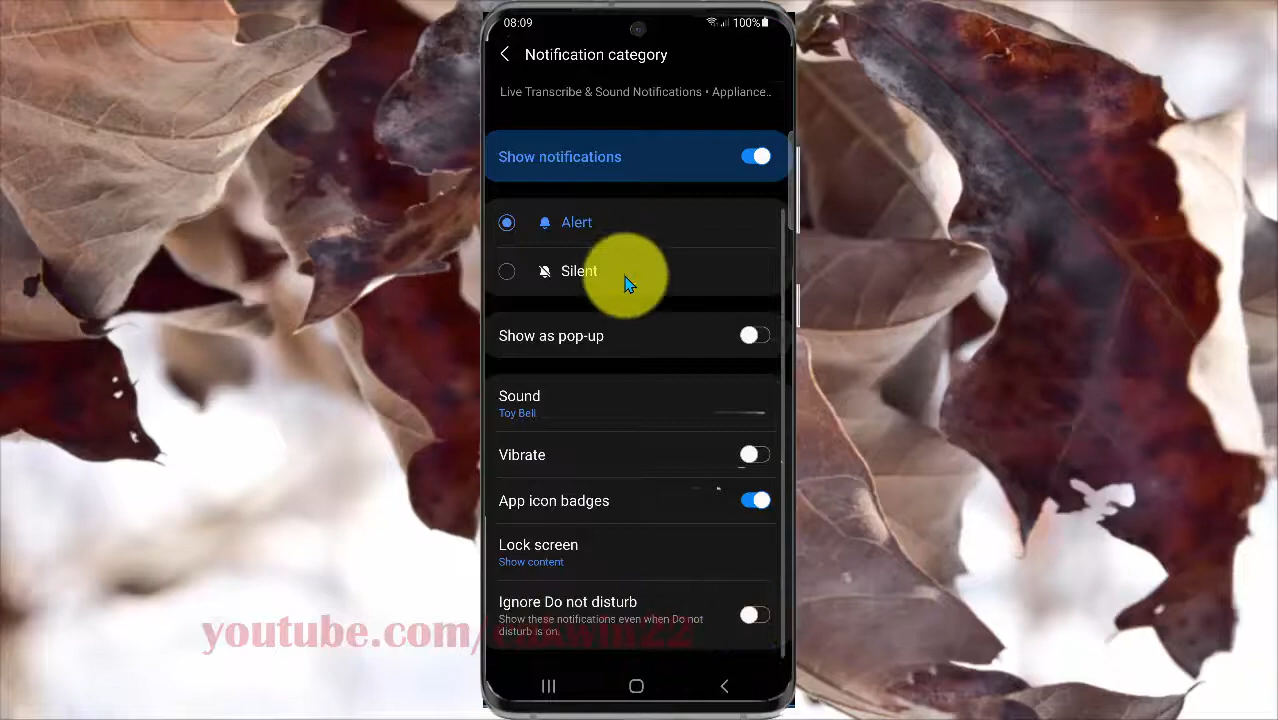 08:09
100%
Notification category
Live Transcribe & Sound Notifications • Appliance..
Show notifications
Alert
Silent
Show as pop-up
Sound
Toy Bell
Vibrate
App icon badges
Lock screen
Show content
Ignore Do not disturb
Show these notifications even when Do not
disturb is on.
youtube.com/